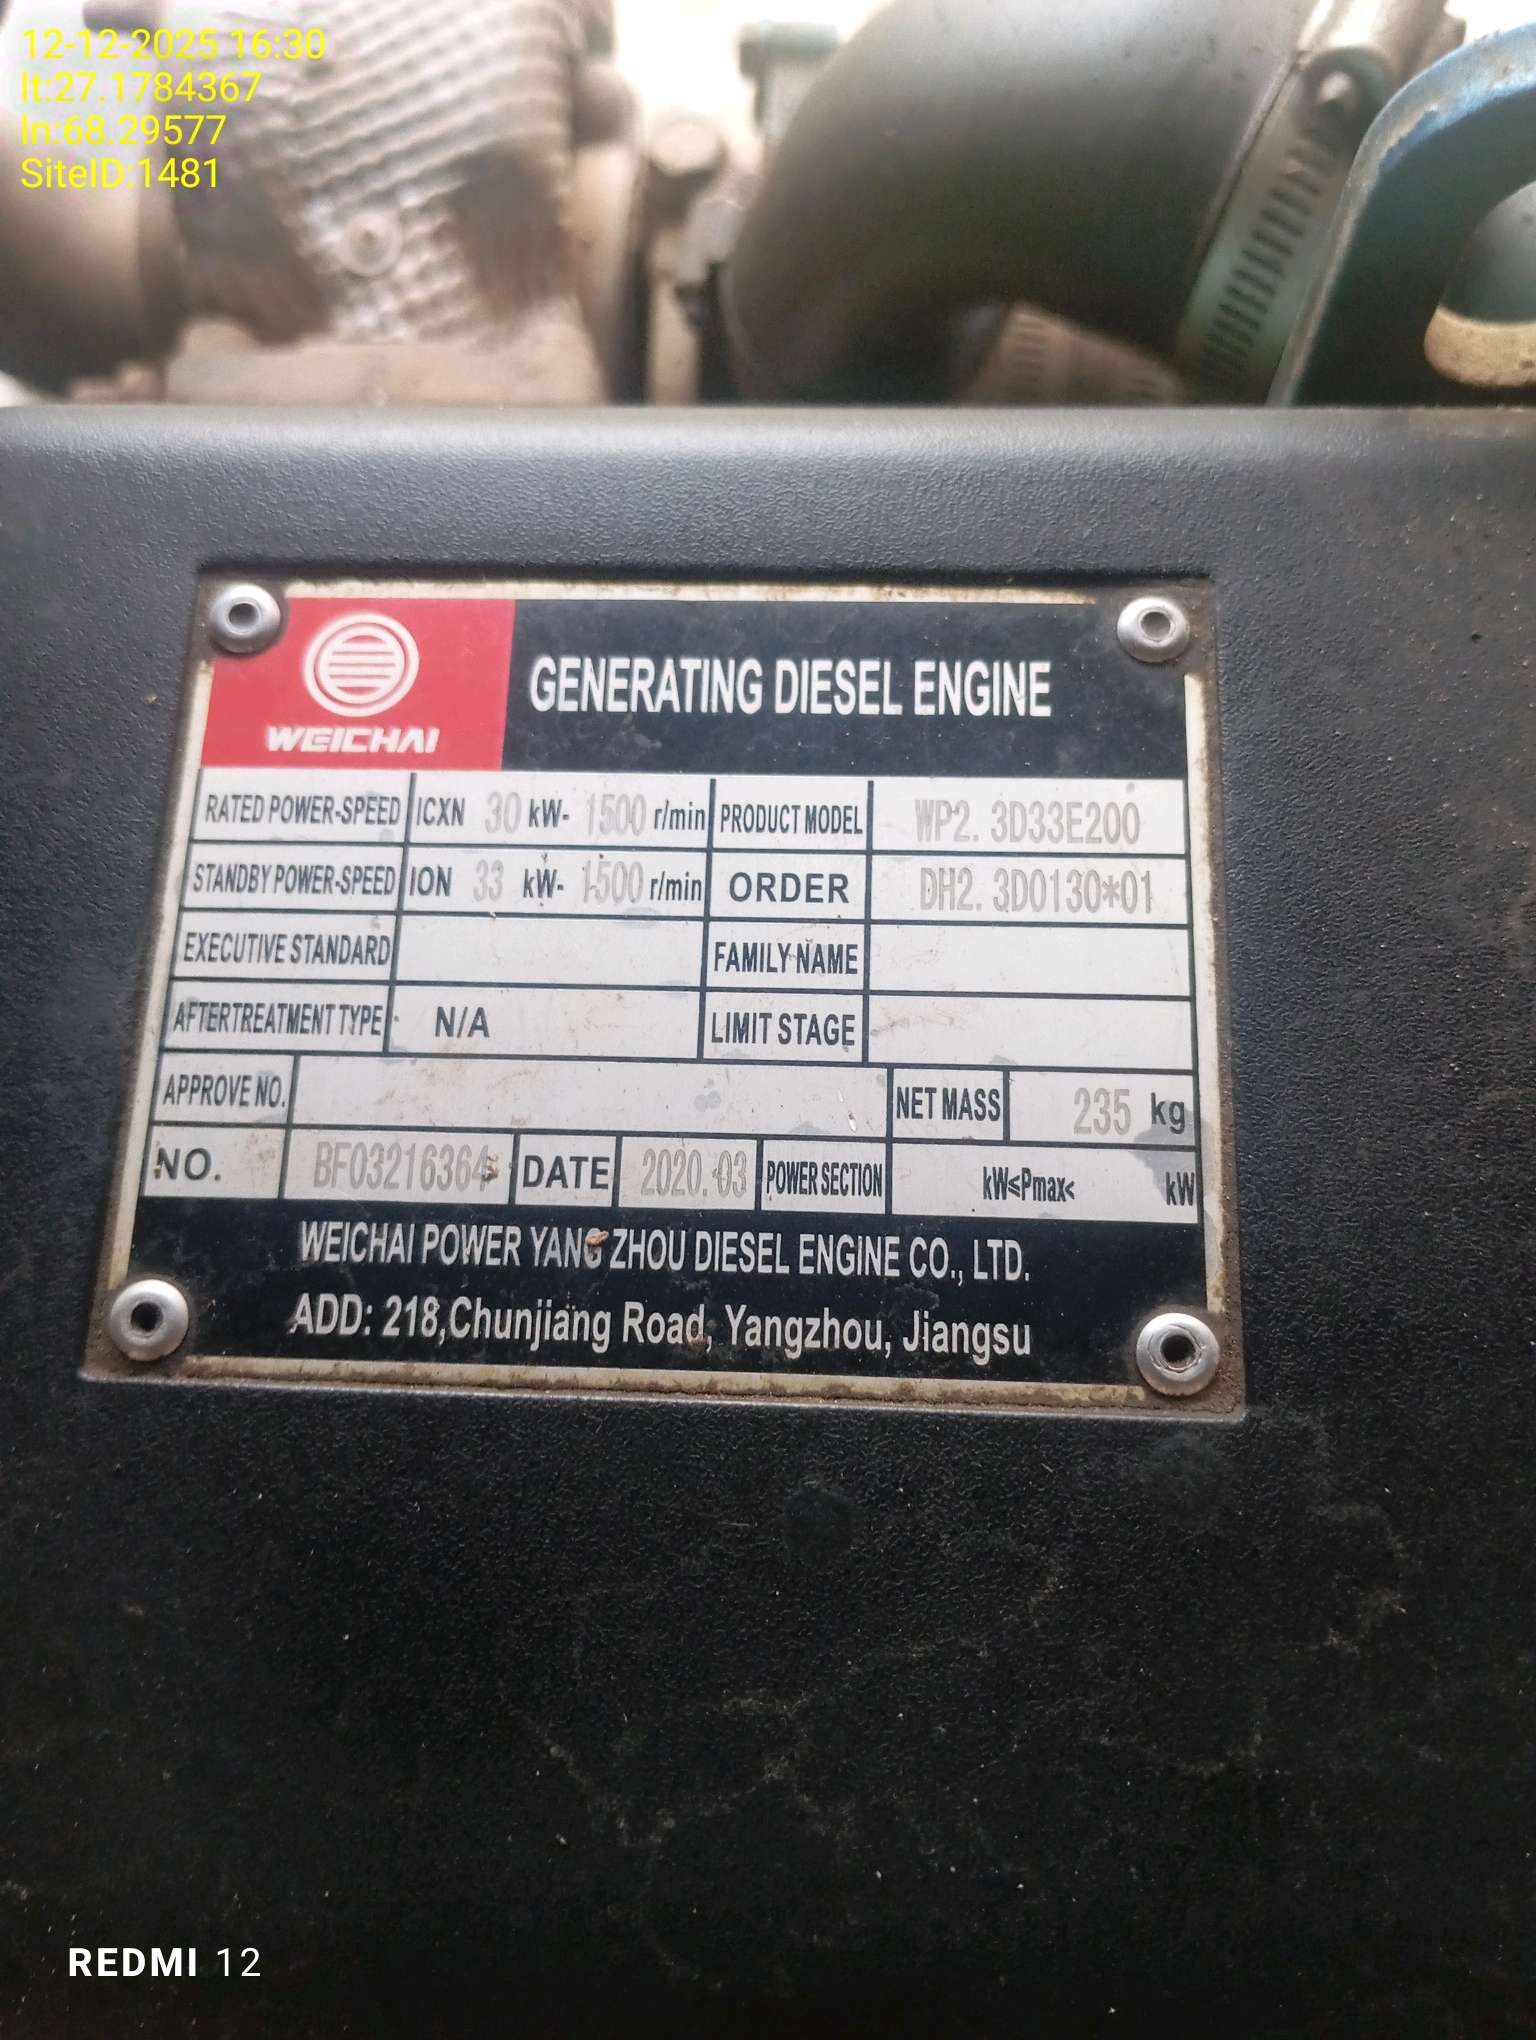 12-12-2025 16:30
lt:27.1784367
ln:68.29577
SiteID:1481
WEICHAI
GENERATING DIESEL ENGINE
RATED POWER-SPEED ICXN 30 kW- 1500 r/min PRODUCT MODEL WP2. 3D33E200
STANDBY POWER-SPEED ION 33 kW- 1500 r/min ORDER DH2. 3D0130*01
EXECUTIVE STANDARD FAMILY NAME
AFTERTREATMENT TYPE N/A LIMIT STAGE
APPROVE NO. NET MASS 235 kg
NO. BF03216364 DATE 2020.03 POWER SECTION kW≤Pmax< kW
WEICHAI POWER YANG ZHOU DIESEL ENGINE CO., LTD.
ADD: 218,Chunjiang Road, Yangzhou, Jiangsu
REDMI 12